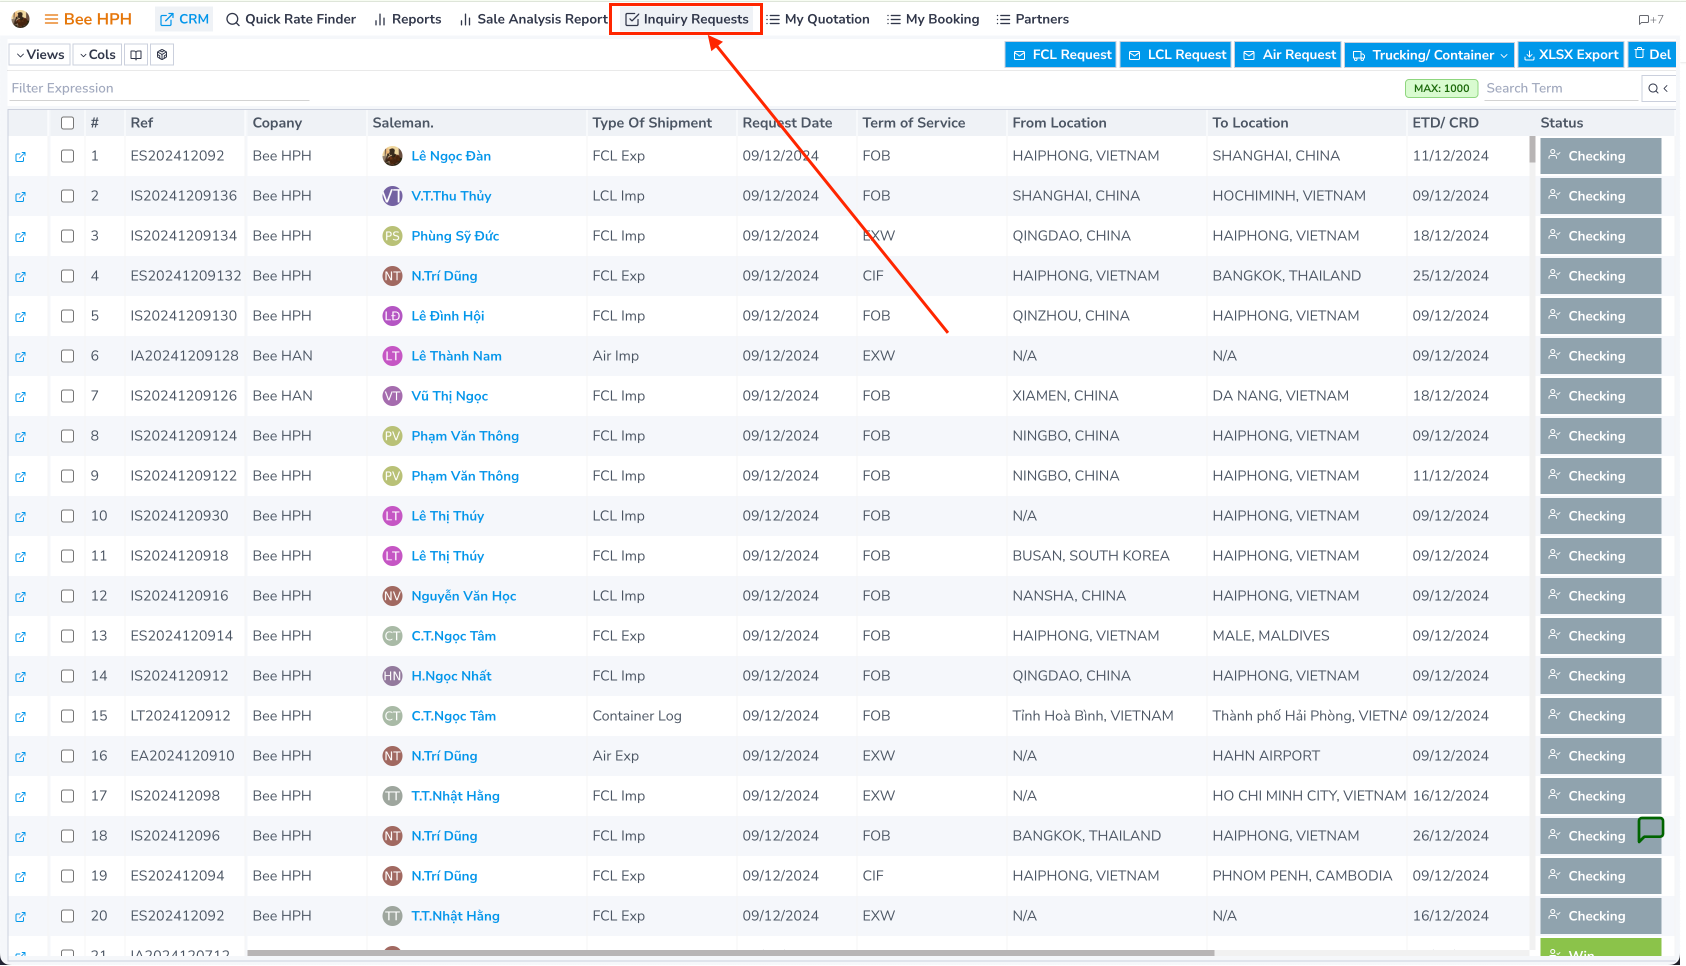 Bee HPH CRM Quick Rate Finder Reports Sale Analysis Report Inquiry Requests My Quotation My Booking Partners +7
Views Cols FCL Request LCL Request Air Request Trucking/ Container XLSX Export Del
Filter Expression MAX: 1000 Search Term
# Ref Copany Saleman. Type Of Shipment Request Date Term of Service From Location To Location ETD/ CRD Status
1 ES202412092 Bee HPH Lê Ngọc Đàn FCL Exp 09/12/2024 FOB HAIPHONG, VIETNAM SHANGHAI, CHINA 11/12/2024 Checking
2 IS20241209136 Bee HPH VT V.T.Thu Thủy LCL Imp 09/12/2024 FOB SHANGHAI, CHINA HOCHIMINH, VIETNAM 09/12/2024 Checking
3 IS20241209134 Bee HPH PS Phùng Sỹ Đức FCL Imp 09/12/2024 EXW QINGDAO, CHINA HAIPHONG, VIETNAM 18/12/2024 Checking
4 ES20241209132 Bee HPH NT N.Trí Dũng FCL Exp 09/12/2024 CIF HAIPHONG, VIETNAM BANGKOK, THAILAND 25/12/2024 Checking
5 IS20241209130 Bee HPH LĐ Lê Đình Hội FCL Imp 09/12/2024 FOB QINZHOU, CHINA HAIPHONG, VIETNAM 09/12/2024 Checking
6 IA20241209128 Bee HAN LT Lê Thành Nam Air Imp 09/12/2024 EXW N/A N/A 09/12/2024 Checking
7 IS20241209126 Bee HAN VT Vũ Thị Ngọc FCL Imp 09/12/2024 FOB XIAMEN, CHINA DA NANG, VIETNAM 18/12/2024 Checking
8 IS20241209124 Bee HPH PV Phạm Văn Thông FCL Imp 09/12/2024 FOB NINGBO, CHINA HAIPHONG, VIETNAM 09/12/2024 Checking
9 IS20241209122 Bee HPH PV Phạm Văn Thông FCL Imp 09/12/2024 FOB NINGBO, CHINA HAIPHONG, VIETNAM 11/12/2024 Checking
10 IS2024120930 Bee HPH LT Lê Thị Thúy LCL Imp 09/12/2024 FOB N/A HAIPHONG, VIETNAM 09/12/2024 Checking
11 IS2024120918 Bee HPH LT Lê Thị Thúy FCL Imp 09/12/2024 FOB BUSAN, SOUTH KOREA HAIPHONG, VIETNAM 09/12/2024 Checking
12 IS2024120916 Bee HPH NV Nguyễn Văn Học LCL Imp 09/12/2024 FOB NANSHA, CHINA HAIPHONG, VIETNAM 09/12/2024 Checking
13 ES2024120914 Bee HPH CT C.T.Ngọc Tâm FCL Exp 09/12/2024 FOB HAIPHONG, VIETNAM MALE, MALDIVES 09/12/2024 Checking
14 IS2024120912 Bee HPH HN H.Ngọc Nhất FCL Imp 09/12/2024 FOB QINGDAO, CHINA HAIPHONG, VIETNAM 09/12/2024 Checking
15 LT2024120912 Bee HPH CT C.T.Ngọc Tâm Container Log 09/12/2024 FOB Tỉnh Hoà Bình, VIETNAM Thành phố Hải Phòng, VIETNA 09/12/2024 Checking
16 EA2024120910 Bee HPH NT N.Trí Dũng Air Exp 09/12/2024 EXW N/A HAHN AIRPORT 09/12/2024 Checking
17 IS202412098 Bee HPH TT T.T.Nhật Hằng FCL Imp 09/12/2024 EXW N/A HO CHI MINH CITY, VIETNAM 16/12/2024 Checking
18 IS202412096 Bee HPH NT N.Trí Dũng FCL Imp 09/12/2024 FOB BANGKOK, THAILAND HAIPHONG, VIETNAM 26/12/2024 Checking
19 ES202412094 Bee HPH NT N.Trí Dũng FCL Exp 09/12/2024 CIF HAIPHONG, VIETNAM PHNOM PENH, CAMBODIA 09/12/2024 Checking
20 ES202412092 Bee HPH TT T.T.Nhật Hằng FCL Exp 09/12/2024 EXW N/A N/A 16/12/2024 Checking
21 IA2024120712 Win